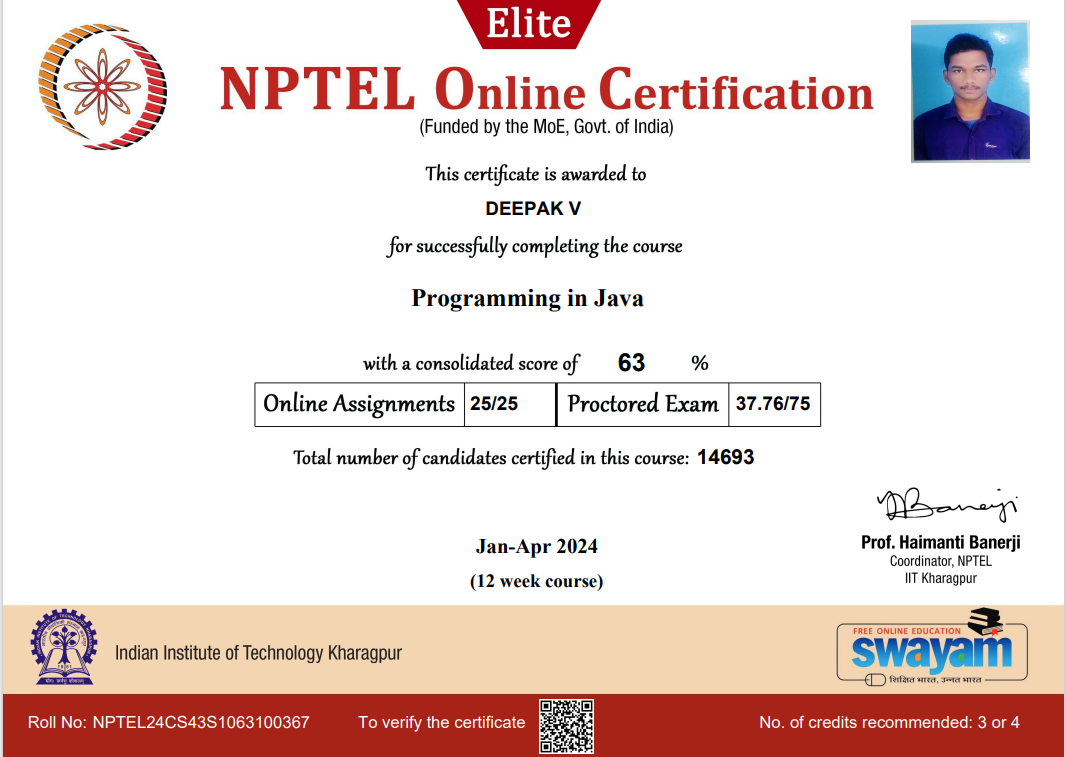 Elite
NPTEL Online Certification
(Funded by the MoE, Govt. of India)
This certificate is awarded to
DEEPAK V
for successfully completing the course
Programming in Java
with a consolidated score of 63 %
Online Assignments 25/25 Proctored Exam 37.76/75
Total number of candidates certified in this course: 14693
Jan-Apr 2024
(12 week course)
Prof. Haimanti Banerji
Coordinator, NPTEL
IIT Kharagpur
Indian Institute of Technology Kharagpur
FREE ONLINE EDUCATION
swayam
शिक्षित भारत, उन्नत भारत
Roll No: NPTEL24CS43S1063100367
To verify the certificate
No. of credits recommended: 3 or 4